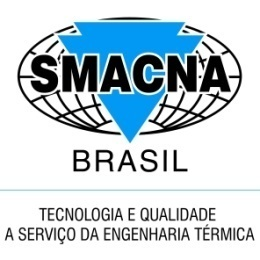 SMACNA
BRASIL
TECNOLOGIA E QUALIDADE
A SERVIÇO DA ENGENHARIA TÉRMICA